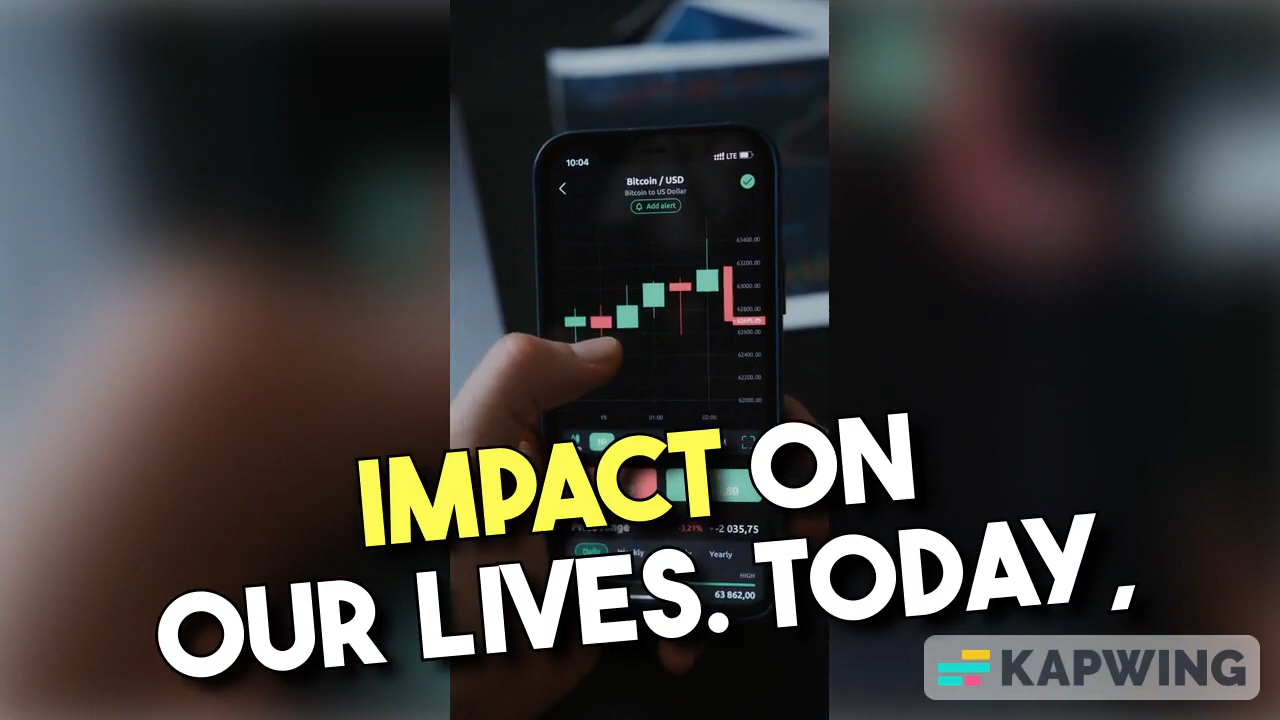 10:04
LTE
Bitcoin / USD
Bitcoin to US Dollar
Add alert
63400,00
63200,00
63000,00
62800,00
62600,00
62400,00
62200,00
62000,00
01:00
02:00
IMPACT ON
.80
-3,21% -2 035,75
Daily
Yearly
OUR LIVES. TODAY,
HIGH
63 862,00
KAPWING